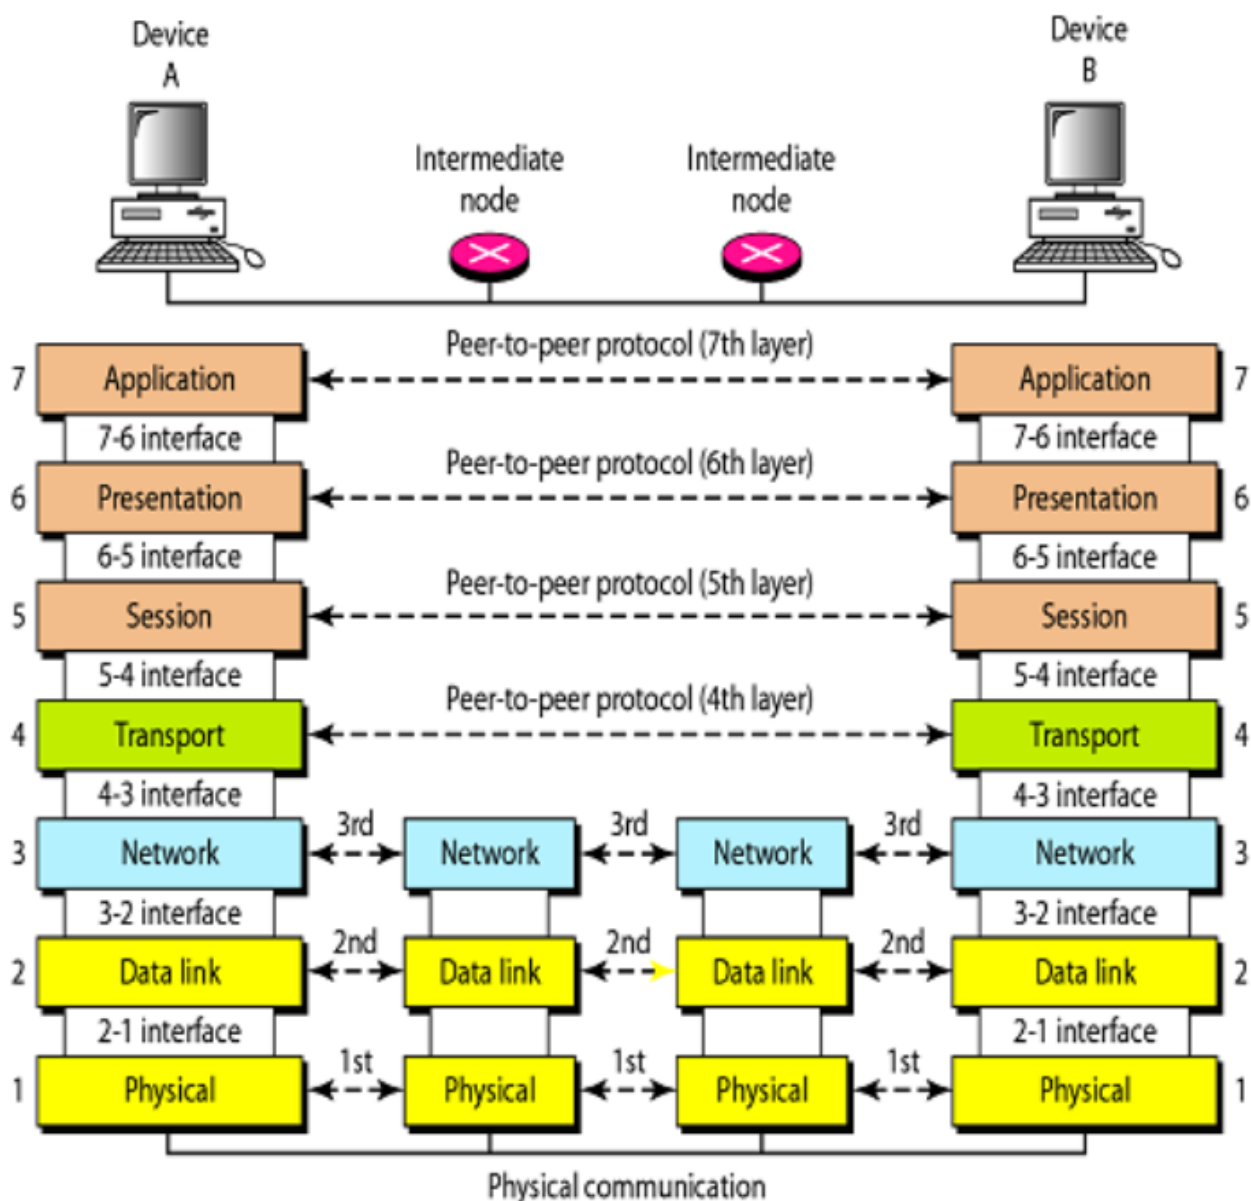 Device
A
Device
B
Intermediate
node
Intermediate
node
Peer-to-peer protocol (7th layer)
7 Application Application 7
7-6 interface 7-6 interface
Peer-to-peer protocol (6th layer)
6 Presentation Presentation 6
6-5 interface 6-5 interface
Peer-to-peer protocol (5th layer)
5 Session Session 5
5-4 interface 5-4 interface
Peer-to-peer protocol (4th layer)
4 Transport Transport 4
4-3 interface 4-3 interface
3rd 3rd 3rd
3 Network Network Network Network 3
3-2 interface 3-2 interface
2nd 2nd 2nd
2 Data link Data link Data link Data link 2
2-1 interface 2-1 interface
1st 1st 1st
1 Physical Physical Physical Physical 1
Physical communication